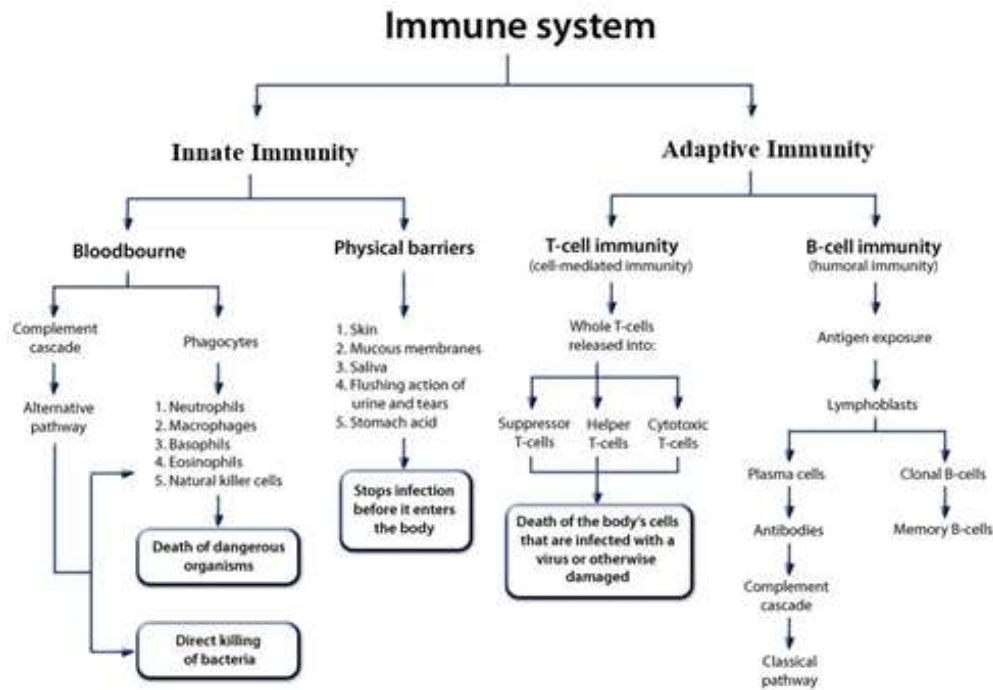 Immune system
Innate Immunity
Adaptive Immunity
Bloodbourne
Physical barriers
T-cell immunity
(cell-mediated immunity)
B-cell immunity
(humoral immunity)
Complement
cascade
Phagocytes
Alternative
pathway
1. Neutrophils
2. Macrophages
3. Basophils
4. Eosinophils
5. Natural killer cells
Death of dangerous
organisms
Direct killing
of bacteria
1. Skin
2. Mucous membranes
3. Saliva
4. Flushing action of
urine and tears
5. Stomach acid
Stops infection
before it enters
the body
Whole T-cells
released into:
Suppressor
T-cells
Helper
T-cells
Cytotoxic
T-cells
Death of the body's cells
that are infected with a
virus or otherwise
damaged
Antigen exposure
Lymphoblasts
Plasma cells
Clonal B-cells
Antibodies
Memory B-cells
Complement
cascade
Classical
pathway